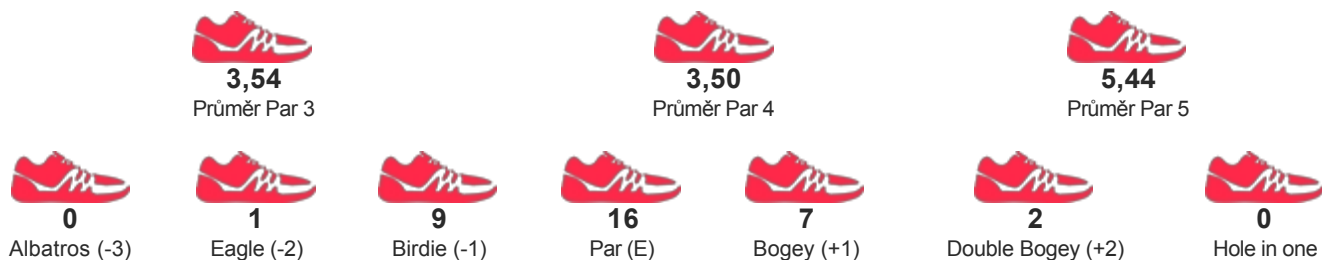 3,54 3,50 5,44
Průměr Par 3 Průměr Par 4 Průměr Par 5
0 1 9 16 7 2 0
Albatros (-3) Eagle (-2) Birdie (-1) Par (E) Bogey (+1) Double Bogey (+2) Hole in one